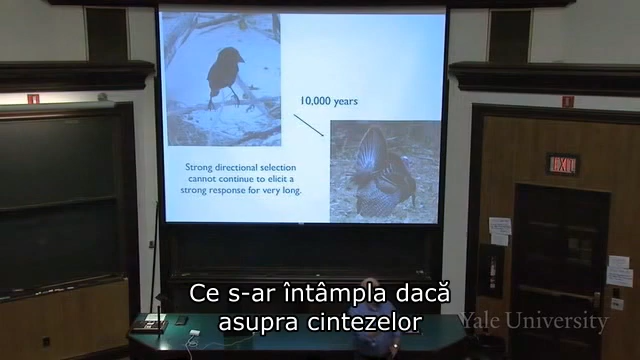 10,000 years
Strong directional selection
cannot continue to elicit a
strong response for very long.
EXIT
Ce s-ar întâmpla dacă
asupra cintezelor
Yale University